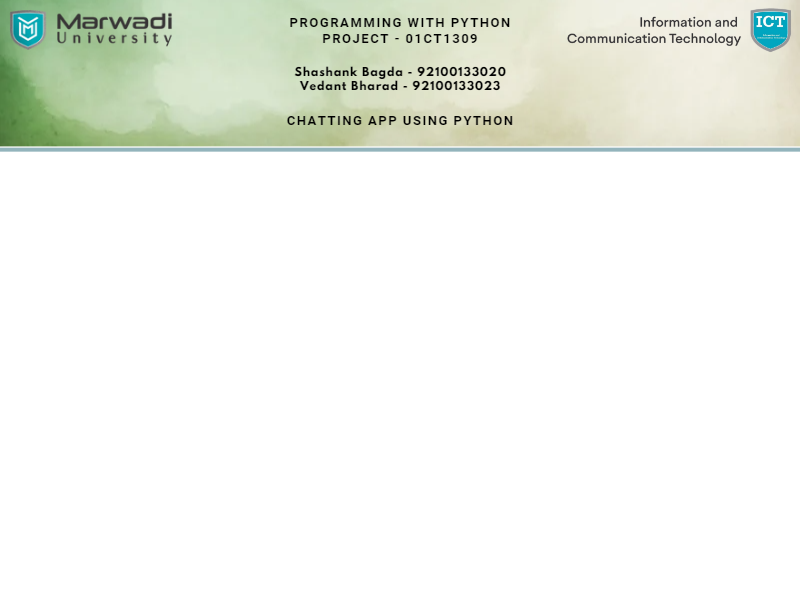 Marwadi
University
PROGRAMMING WITH PYTHON
PROJECT - 01CT1309
Shashank Bagda - 92100133020
Vedant Bharad - 92100133023
CHATTING APP USING PYTHON
Information and
Communication Technology
ICT